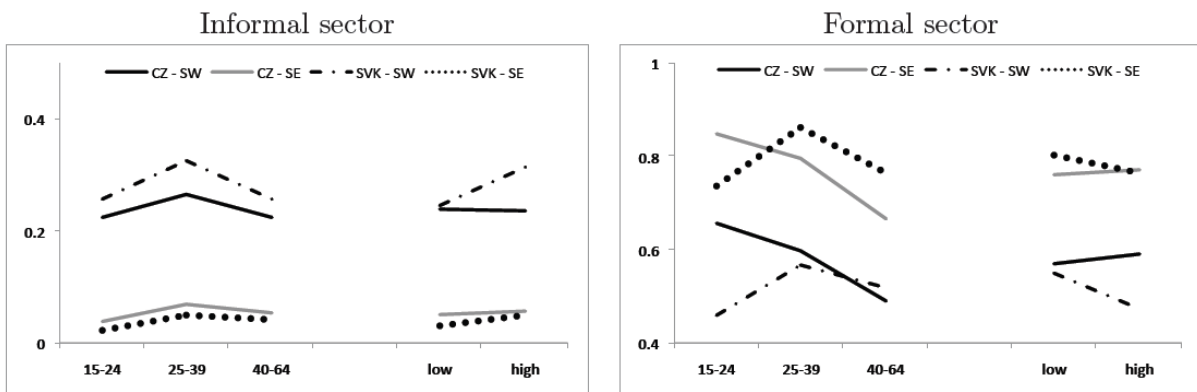 Informal sector
CZ - SW CZ - SE SVK - SW SVK - SE
0.4
0.2
0
15-24 25-39 40-64 low high
Formal sector
1
CZ - SW CZ - SE SVK - SW SVK - SE
0.8
0.6
0.4
15-24 25-39 40-64 low high